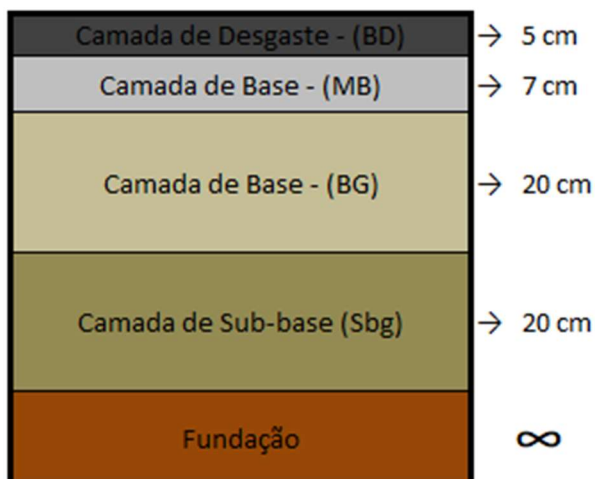 Camada de Desgaste - (BD) → 5 cm
Camada de Base - (MB) → 7 cm
Camada de Base - (BG) → 20 cm
Camada de Sub-base (Sbg) → 20 cm
Fundação ∞